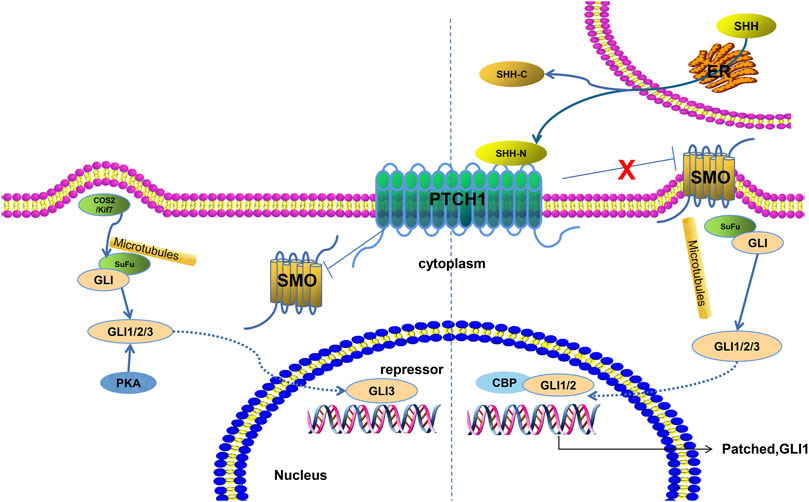 SHH
ER
SHH-C
SHH-N
X
SMO
PTCH1
COS2
/Kif7
Microtubules
SuFu
GLI
SMO
cytoplasm
SuFu
GLI
Microtubules
GLI1/2/3
GLI1/2/3
PKA
repressor
GLI3
CBP
GLI1/2
Patched,GLI1
Nucleus